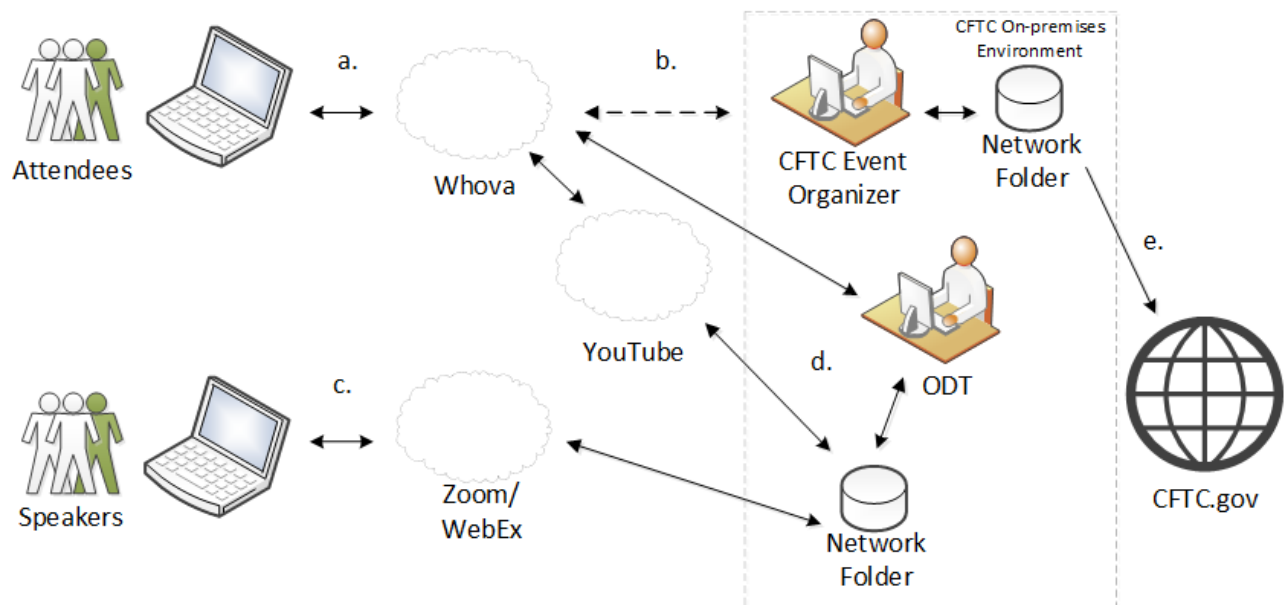 CFTC On-premises
Environment
a.
b.
Attendees
Whova
CFTC Event
Organizer
Network
Folder
e.
YouTube
d.
ODT
c.
Speakers
Zoom/
WebEx
Network
Folder
CFTC.gov